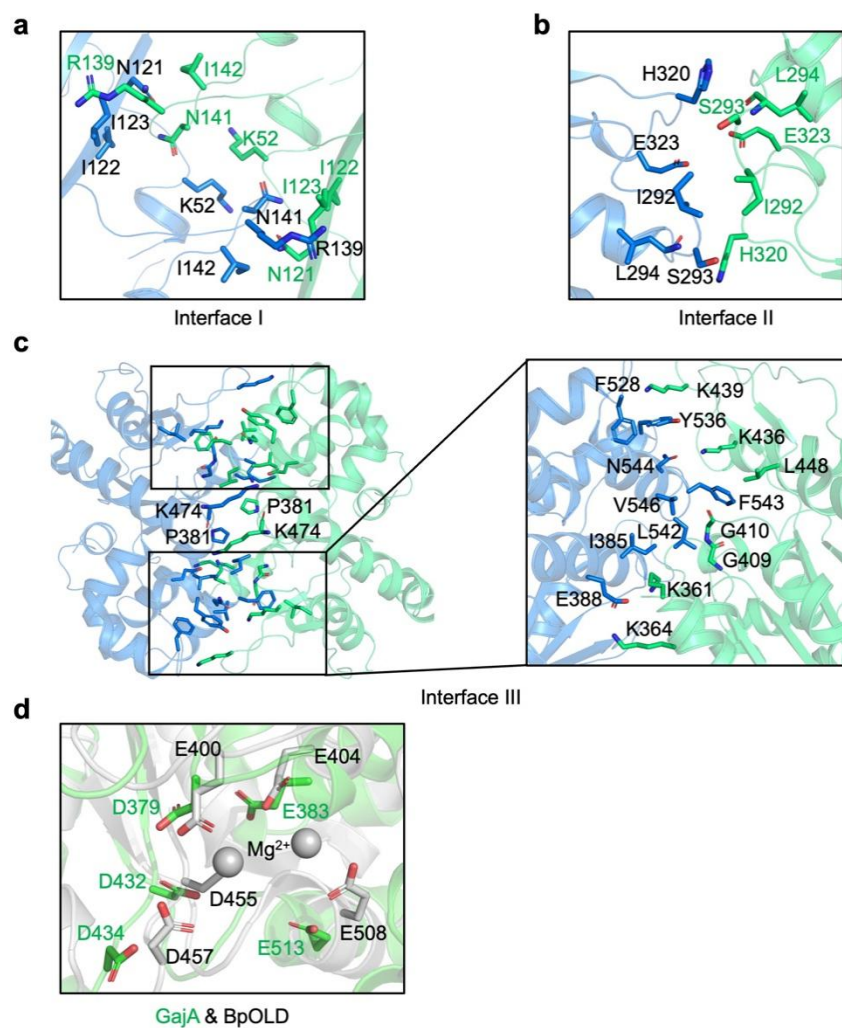 a
R139
N121
I142
I123
N141
K52
I122
I122
I123
K52
N141
I142
R139
N121
Interface I
b
H320
L294
S293
E323
E323
I292
I292
L294
H320
S293
Interface II
c
K474
P381
P381
K474
F528
K439
Y536
K436
N544
L448
V546
F543
L542
G410
I385
G409
E388
K361
K364
Interface III
d
E400
E404
D379
E383
Mg²⁺
D432
D455
D434
D457
E513
E508
GajA & BpOLD